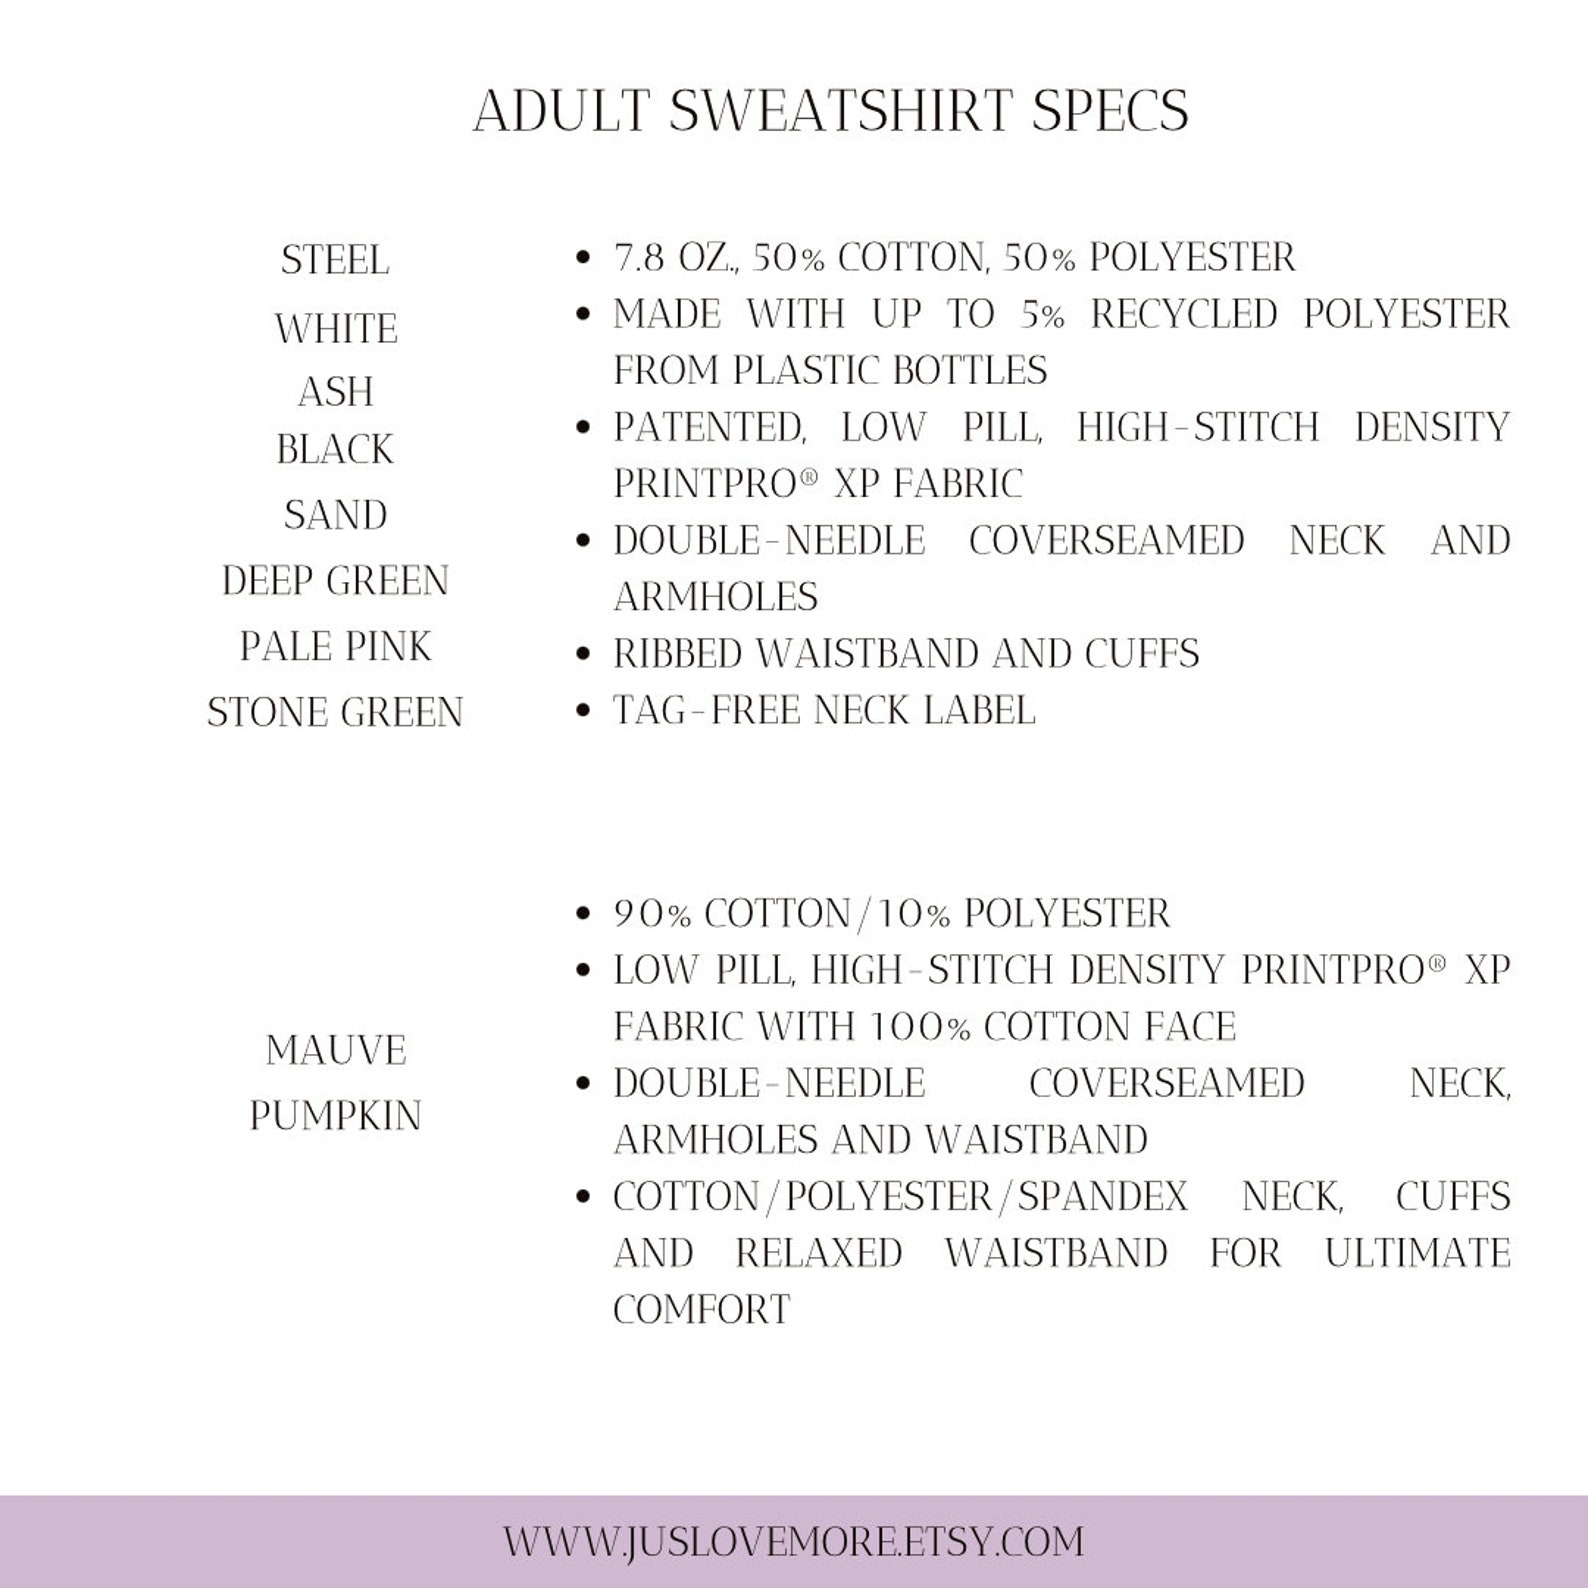 ADULT SWEATSHIRT SPECS
STEEL
WHITE
ASH
BLACK
SAND
DEEP GREEN
PALE PINK
STONE GREEN
• 7.8 OZ., 50% COTTON, 50% POLYESTER
• MADE WITH UP TO 5% RECYCLED POLYESTER
FROM PLASTIC BOTTLES
• PATENTED, LOW PILL, HIGH-STITCH DENSITY
PRINTPRO® XP FABRIC
• DOUBLE-NEEDLE COVERSEAMED NECK AND
ARMHOLES
• RIBBED WAISTBAND AND CUFFS
• TAG-FREE NECK LABEL
MAUVE
PUMPKIN
• 90% COTTON/10% POLYESTER
• LOW PILL, HIGH-STITCH DENSITY PRINTPRO® XP
FABRIC WITH 100% COTTON FACE
• DOUBLE-NEEDLE COVERSEAMED NECK,
ARMHOLES AND WAISTBAND
• COTTON/POLYESTER/SPANDEX NECK, CUFFS
AND RELAXED WAISTBAND FOR ULTIMATE
COMFORT
WWW.JUSLOVEMORE.ETSY.COM